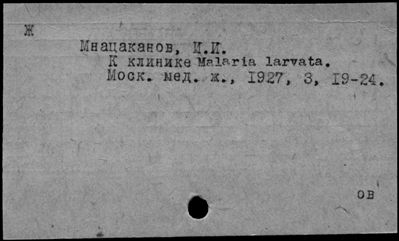 Ж
Мнацаканов, И.И.
К клинике Malaria larvata.
Моск. мед. ж., 1927, 3, 19-24.
ов